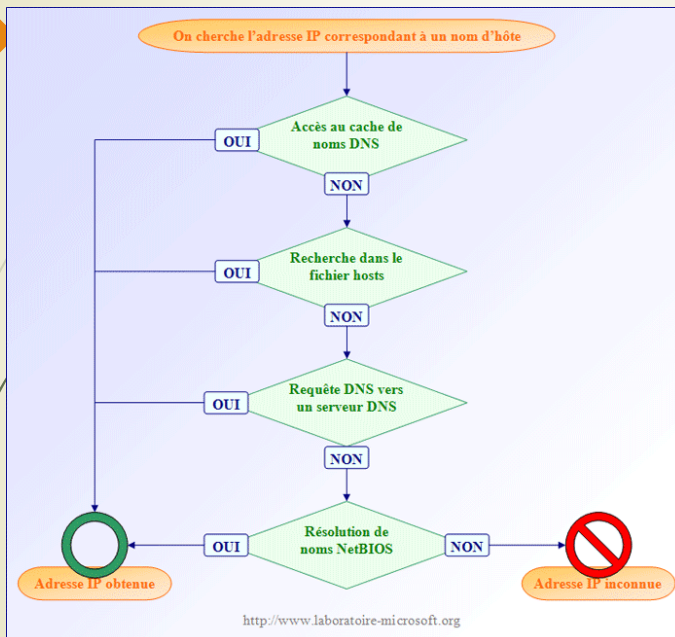 On cherche l'adresse IP correspondant à un nom d'hôte
Accès au cache de
noms DNS
OUI
NON
Recherche dans le
fichier hosts
OUI
NON
Requête DNS vers
un serveur DNS
OUI
NON
Résolution de
noms NetBIOS
OUI
NON
Adresse IP obtenue
Adresse IP inconnue
http://www.laboratoire-microsoft.org